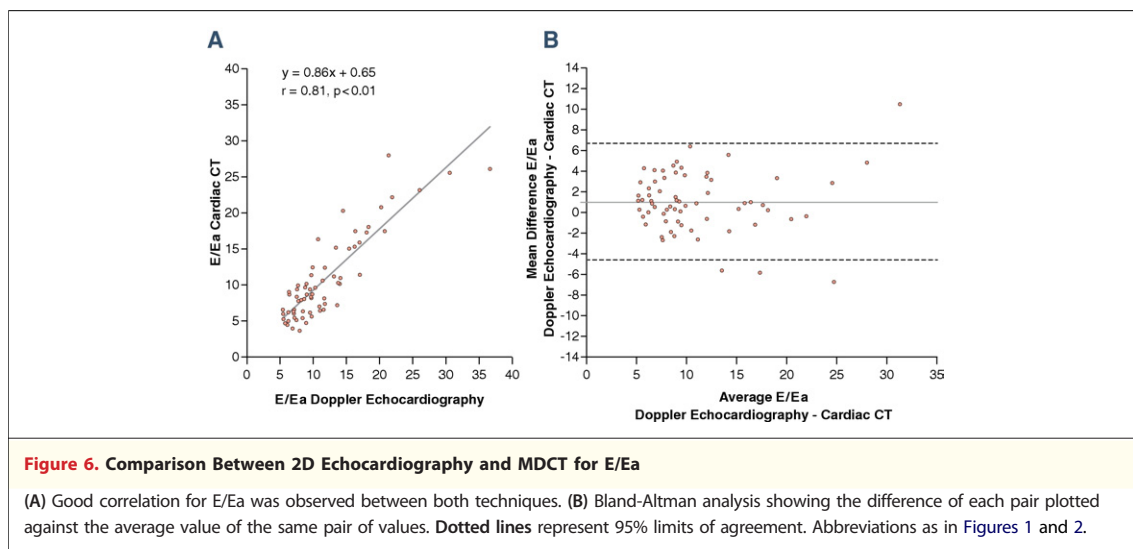 A
y = 0.86x + 0.65
r = 0.81, p<0.01
40
35
30
25
20
15
10
5
0
E/Ea Cardiac CT
0 5 10 15 20 25 30 35 40
E/Ea Doppler Echocardiography
B
14
12
10
8
6
4
2
0
-2
-4
-6
-8
-10
-12
-14
Mean Difference E/Ea
Doppler Echocardiography - Cardiac CT
0 5 10 15 20 25 30 35
Average E/Ea
Doppler Echocardiography - Cardiac CT
Figure 6. Comparison Between 2D Echocardiography and MDCT for E/Ea
(A) Good correlation for E/Ea was observed between both techniques. (B) Bland-Altman analysis showing the difference of each pair plotted
against the average value of the same pair of values. Dotted lines represent 95% limits of agreement. Abbreviations as in Figures 1 and 2.